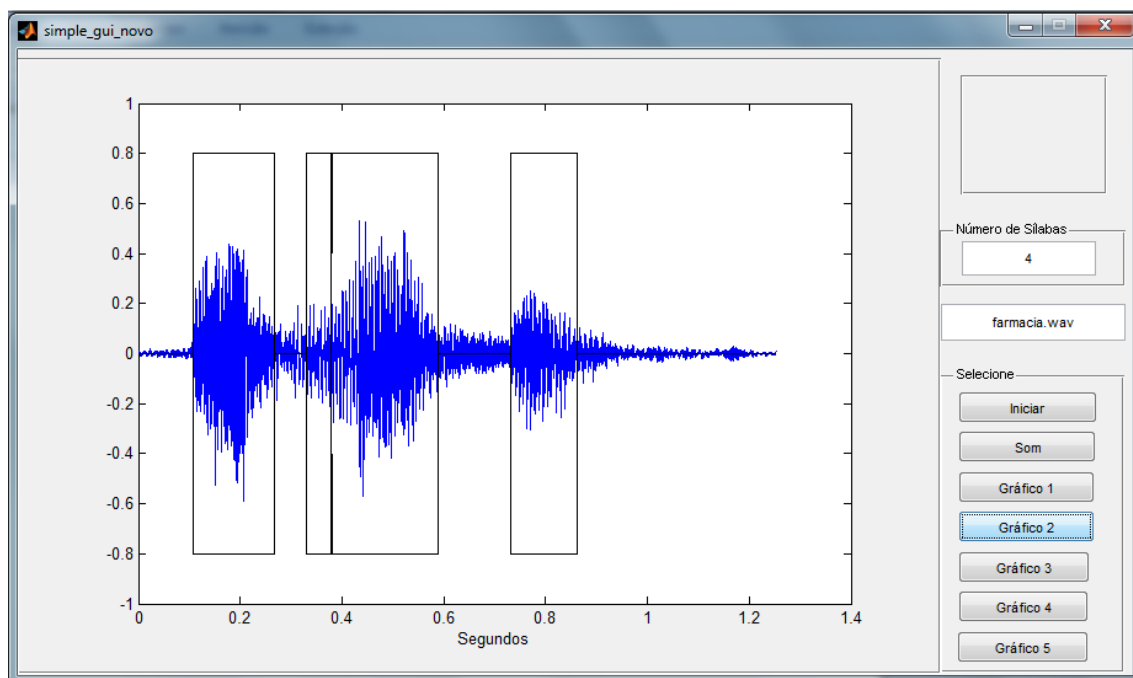 simple_gui_novo
1
0.8
0.6
0.4
0.2
0
-0.2
-0.4
-0.6
-0.8
-1
0 0.2 0.4 0.6 0.8 1 1.2 1.4
Segundos
Número de Sílabas
4
farmacia.wav
Selecione
Iniciar
Som
Gráfico 1
Gráfico 2
Gráfico 3
Gráfico 4
Gráfico 5